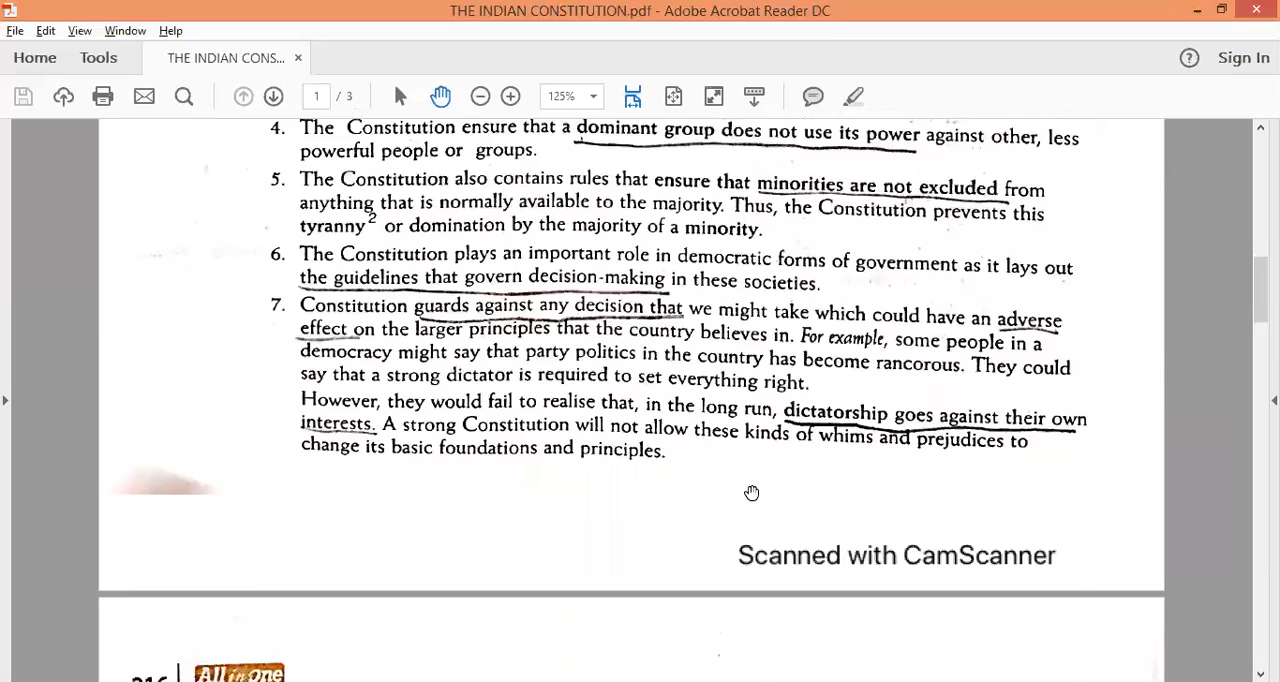 THE INDIAN CONSTITUTION.pdf - Adobe Acrobat Reader DC
File Edit View Window Help
Home Tools THE INDIAN CONS... × Sign In
1 / 3 125%
4. The Constitution ensure that a dominant group does not use its power against other, less
powerful people or groups.
5. The Constitution also contains rules that ensure that minorities are not excluded from
anything that is normally available to the majority. Thus, the Constitution prevents this
tyranny2 or domination by the majority of a minority.
6. The Constitution plays an important role in democratic forms of government as it lays out
the guidelines that govern decision-making in these societies.
7. Constitution guards against any decision that we might take which could have an adverse
effect on the larger principles that the country believes in. For example, some people in a
democracy might say that party politics in the country has become rancorous. They could
say that a strong dictator is required to set everything right.
However, they would fail to realise that, in the long run, dictatorship goes against their own
interests. A strong Constitution will not allow these kinds of whims and prejudices to
change its basic foundations and principles.
Scanned with CamScanner
216 | All in One